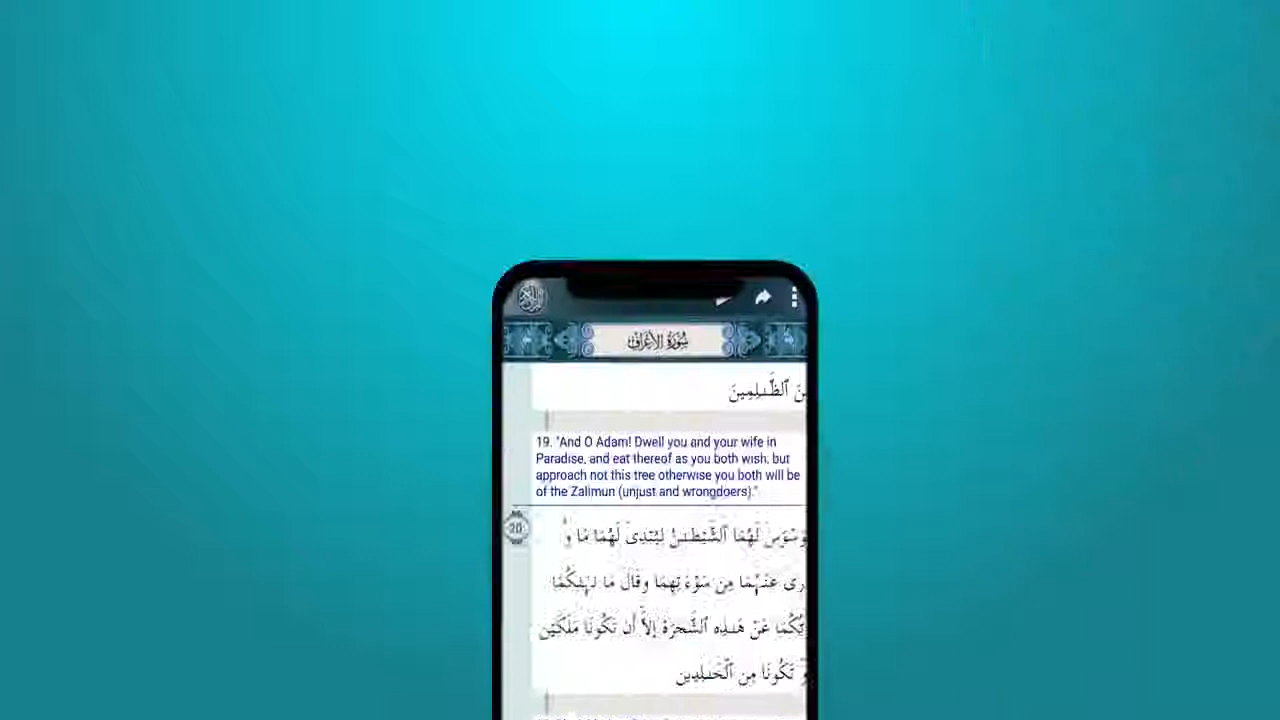 سُورَةُ الأَعْرَافِ
ٱلظَّـٰلِمِينَ
19. "And O Adam! Dwell you and your wife in
Paradise, and eat thereof as you both wish, but
approach not this tree otherwise you both will be
of the Zalimun (unjust and wrongdoers)."
20
لَهُمَا ٱلشَّيْطَـٰنُ لِيُبْدِىَ لَهُمَا مَا وُ
رِى عَنْهُمَا مِن سَوْءَٰتِهِمَا وَقَالَ مَا نَهَىٰكُمَا
عَنْ هَـٰذِهِ ٱلشَّجَرَةِ إِلَّآ أَن تَكُونَا مَلَكَيْنِ
تَكُونَا مِنَ ٱلْخَـٰلِدِينَ